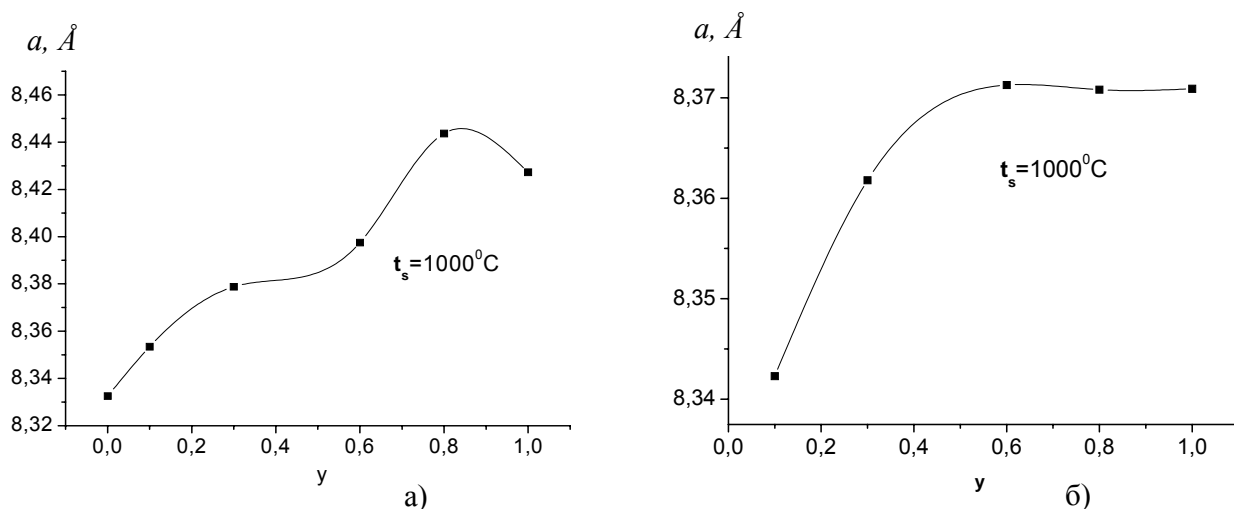 a, Å
8,46
8,44
8,42
8,40
8,38
8,36
8,34
8,32
0,0 0,2 0,4 0,6 0,8 1,0
t_s=1000⁰C
y
а)
a, Å
8,37
8,36
8,35
8,34
0,0 0,2 0,4 0,6 0,8 1,0
t_s=1000⁰C
y
б)